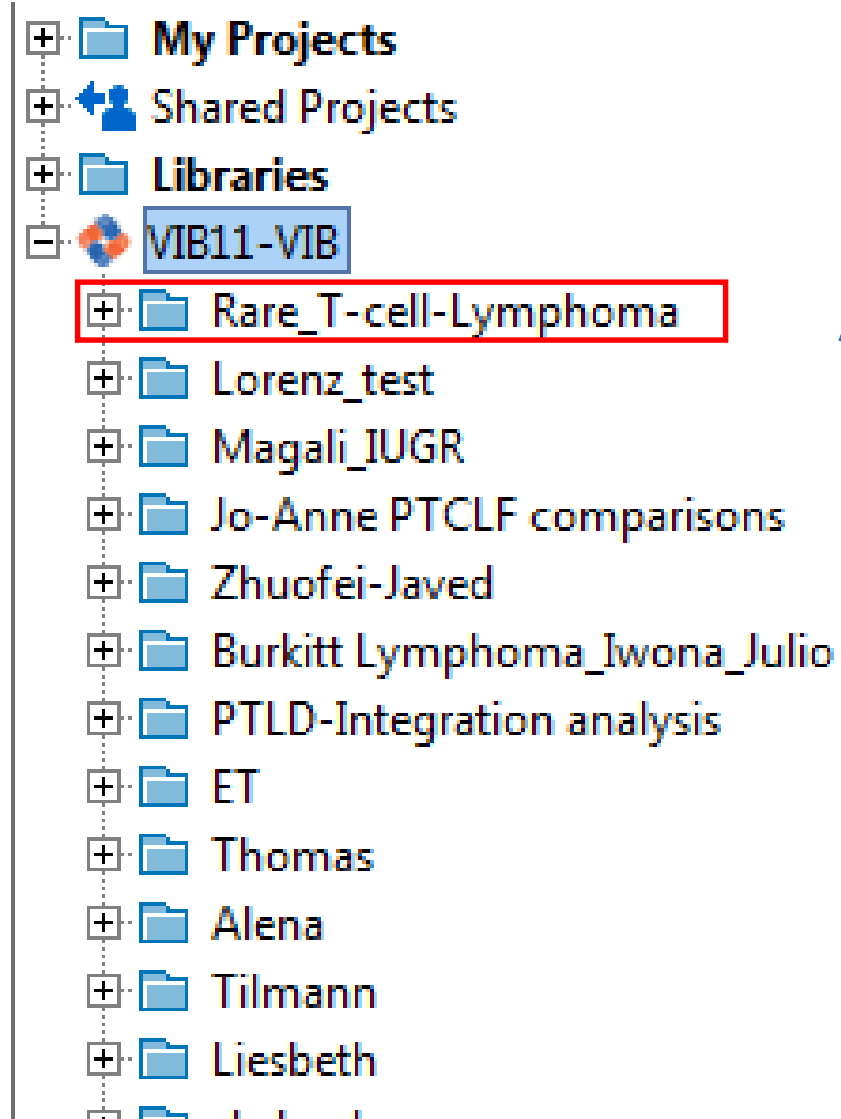 My Projects
Shared Projects
Libraries
VIB11-VIB
Rare_T-cell-Lymphoma
Lorenz_test
Magali_IUGR
Jo-Anne PTCLF comparisons
Zhuofei-Javed
Burkitt Lymphoma_Iwona_Julio
PTLD-Integration analysis
ET
Thomas
Alena
Tilmann
Liesbeth